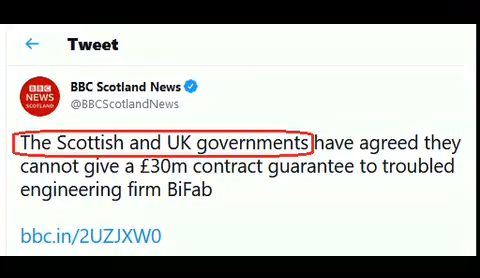 Tweet
BBC
NEWS
SCOTLAND
BBC Scotland News
@BBCScotlandNews
The Scottish and UK governments have agreed they
cannot give a £30m contract guarantee to troubled
engineering firm BiFab
bbc.in/2UZJXW0